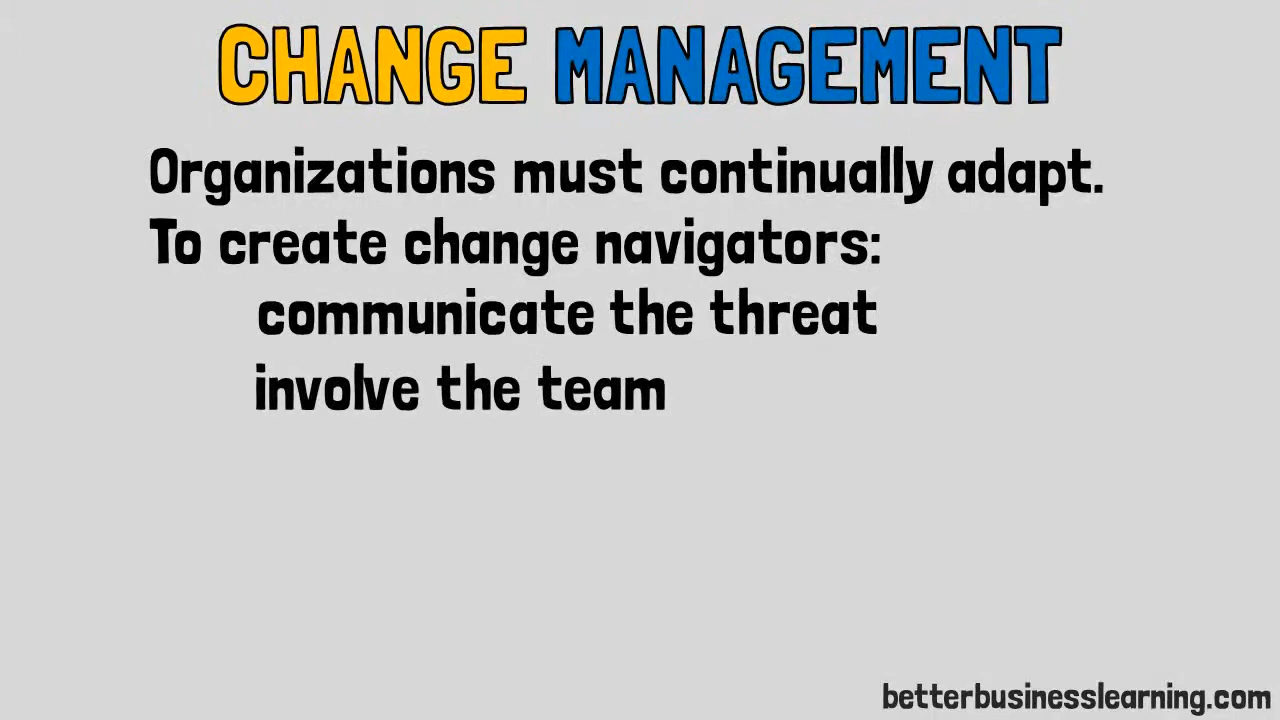 CHANGE MANAGEMENT
Organizations must continually adapt.
To create change navigators:
communicate the threat
involve the team
betterbusinesslearning.com